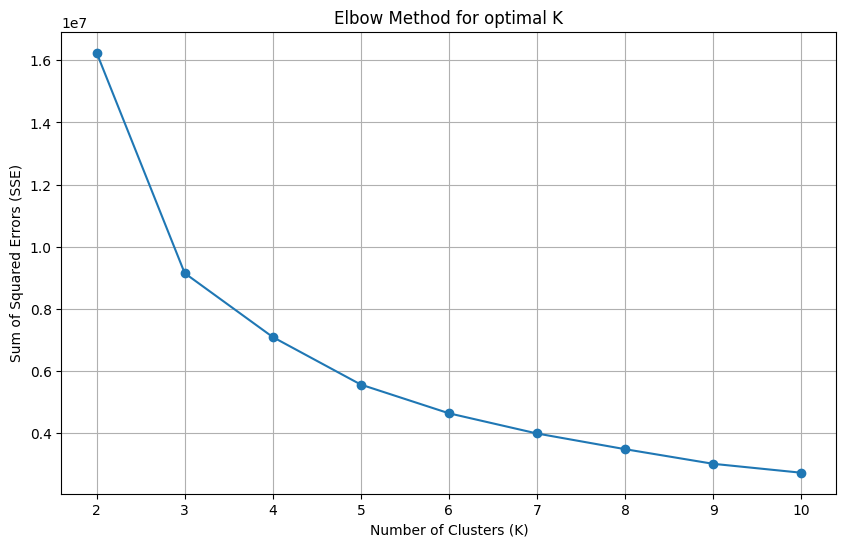 Elbow Method for optimal K
1e7
1.6
1.4
1.2
1.0
0.8
0.6
0.4
Sum of Squared Errors (SSE)
2 3 4 5 6 7 8 9 10
Number of Clusters (K)